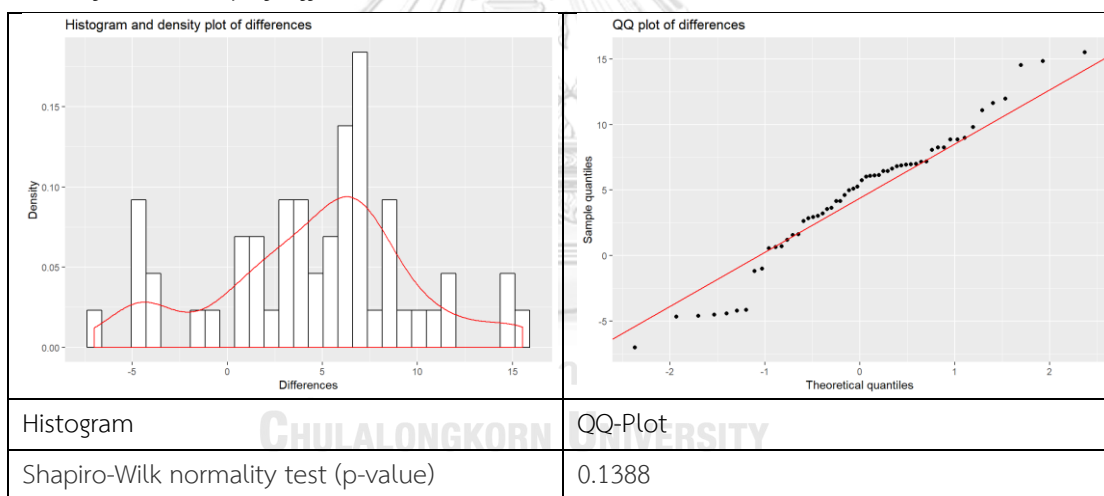 Histogram and density plot of differences
0.15
0.10
0.05
0.00
Density
-5
0
5
10
15
Differences
QQ plot of differences
15
10
5
0
-5
Sample quantiles
-2
-1
0
1
2
Theoretical quantiles
Histogram
QQ-Plot
CHULALONGKORN UNIVERSITY
Shapiro-Wilk normality test (p-value)
0.1388